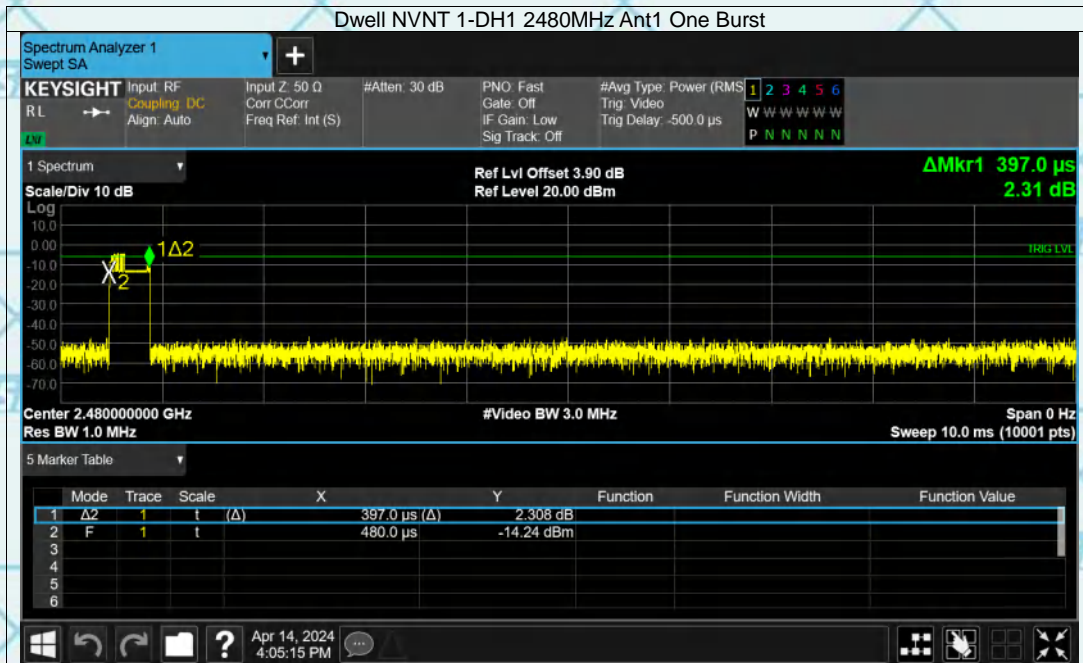 Dwell NVNT 1-DH1 2480MHz Ant1 One Burst
Spectrum Analyzer 1
Swept SA
+
KEYSIGHT Input: RF Input Z: 50 Ω #Atten: 30 dB PNO: Fast #Avg Type: Power (RMS 1 2 3 4 5 6
RL Coupling: DC Corr CCorr Gate: Off Trig: Video W W W W W W
Align: Auto Freq Ref: Int (S) IF Gain: Low Trig Delay: -500.0 µs
LXI Sig Track: Off P N N N N N
1 Spectrum Ref Lvl Offset 3.90 dB ΔMkr1 397.0 µs
Scale/Div 10 dB Ref Level 20.00 dBm 2.31 dB
Log
10.0
0.00 1Δ2 TRIG LVL
-10.0
-20.0 X2
-30.0
-40.0
-50.0
-60.0
-70.0
Center 2.480000000 GHz #Video BW 3.0 MHz Span 0 Hz
Res BW 1.0 MHz Sweep 10.0 ms (10001 pts)
5 Marker Table
Mode Trace Scale X Y Function Function Width Function Value
1 Δ2 1 t (Δ) 397.0 µs (Δ) 2.308 dB
2 F 1 t 480.0 µs -14.24 dBm
3
4
5
6
? Apr 14, 2024
4:05:15 PM